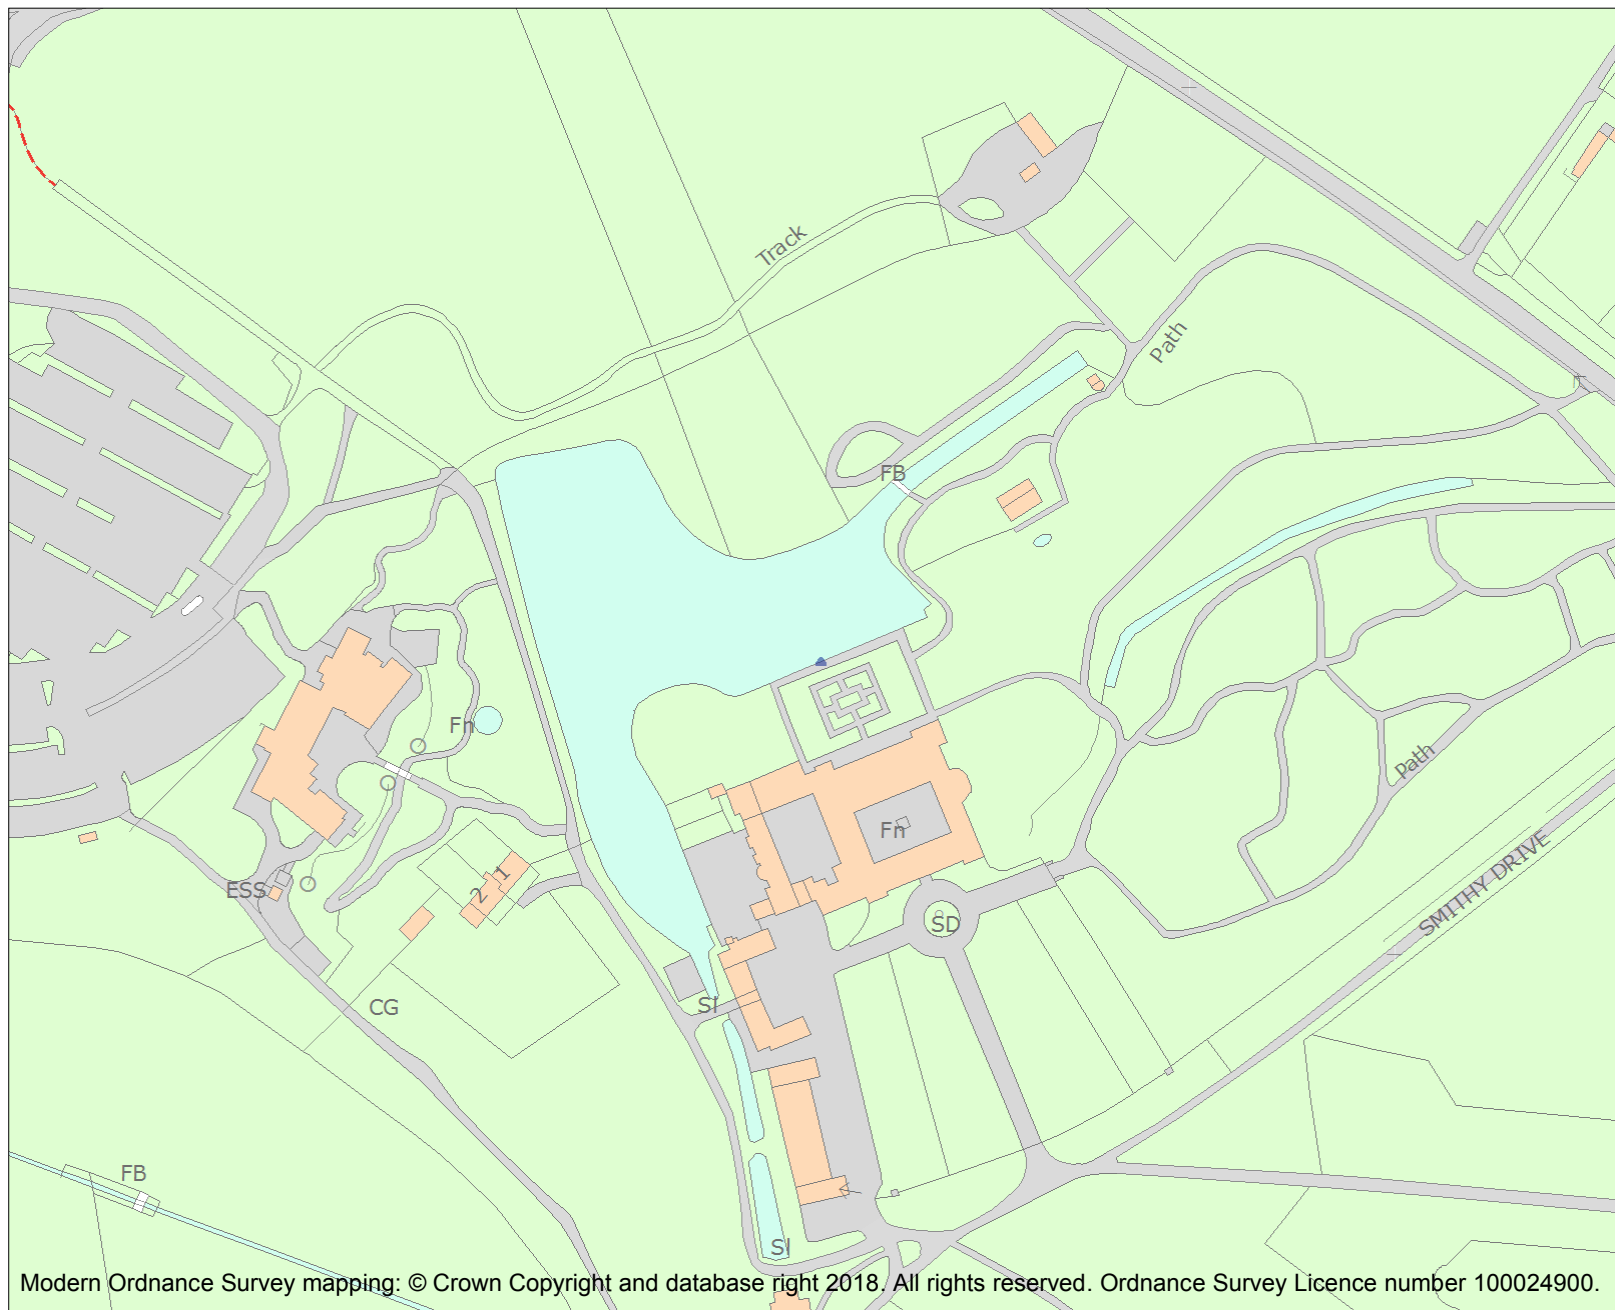 Track
Path
FB
Fn
Path
Fn
1
2
ESS
SD
SMITHY DRIVE
CG
Sl
FB
Sl
Modern Ordnance Survey mapping: © Crown Copyright and database right 2018. All rights reserved. Ordnance Survey Licence number 100024900.